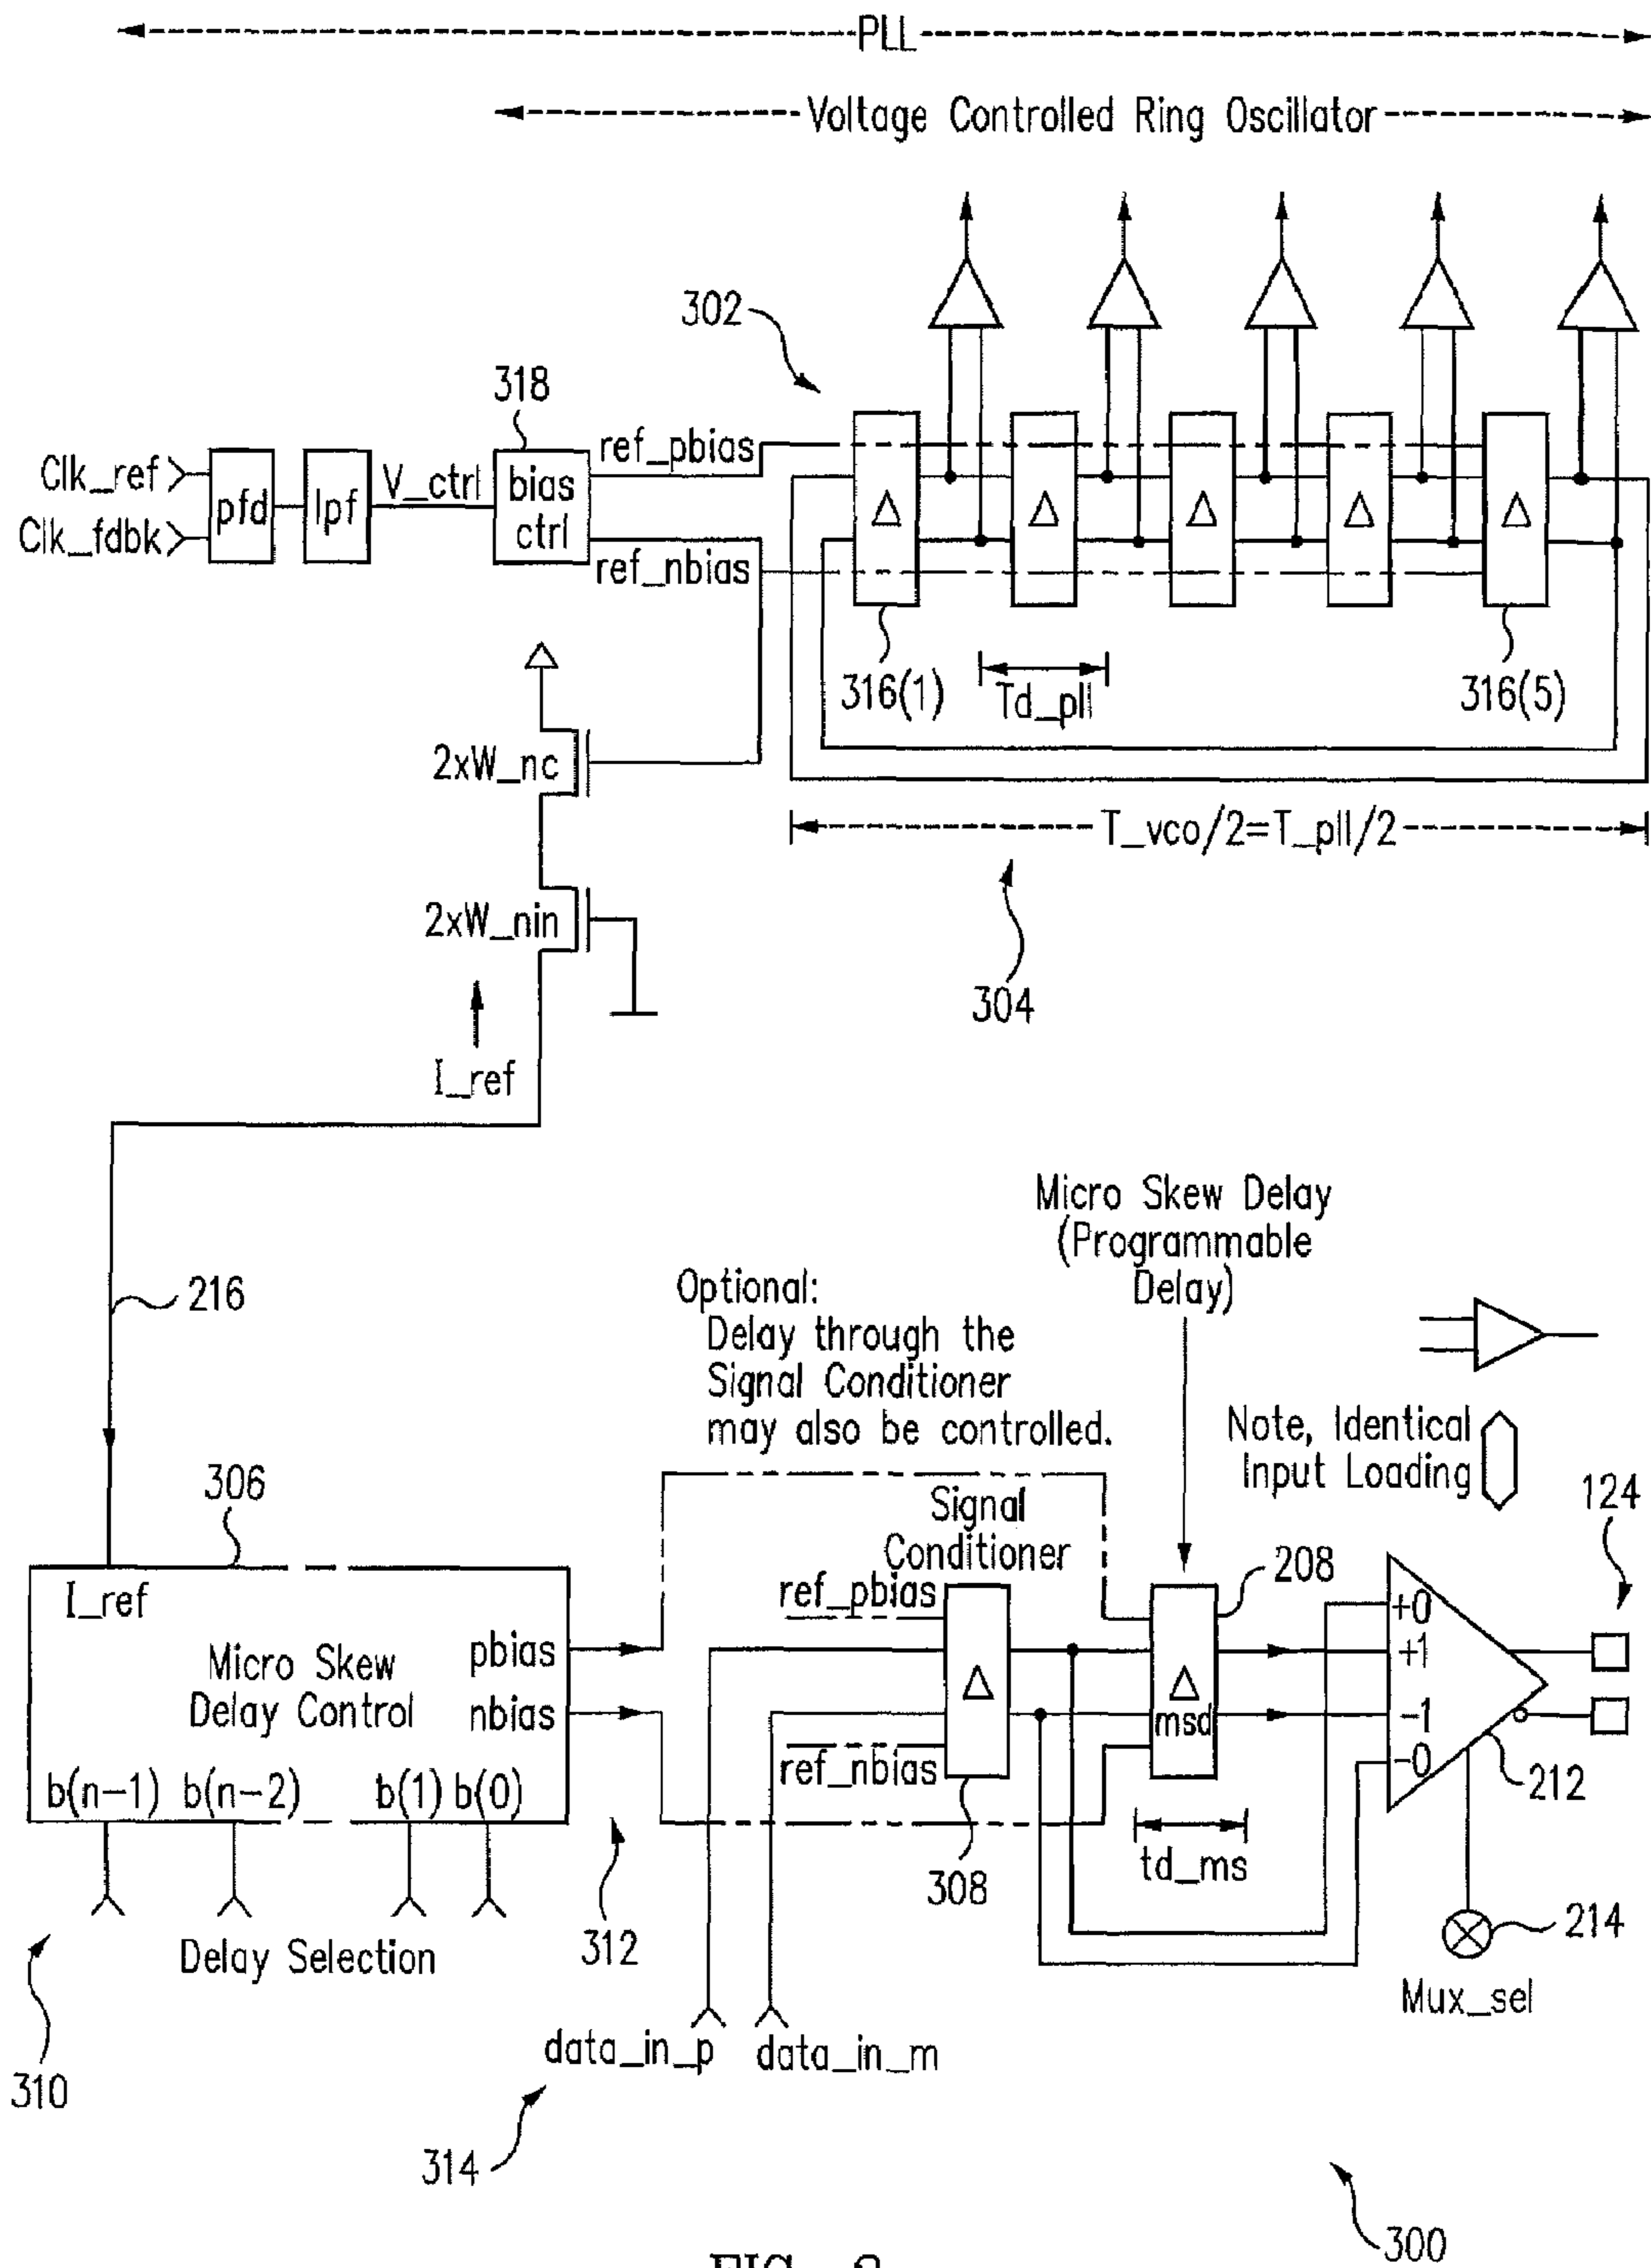 PLL
Voltage Controlled Ring Oscillator
302
318
Clk_ref
Clk_fdbk
pfd
lpf
V_ctrl
bias
ctrl
ref_pbias
ref_nbias
Δ Δ Δ Δ Δ
316(1)
Td_pll
316(5)
2xW_nc
T_vco/2=T_pll/2
2xW_nin
304
I_ref
216
Micro Skew Delay
(Programmable
Delay)
Optional:
Delay through the
Signal Conditioner
may also be controlled.
Note, Identical
Input Loading
306
I_ref
Micro Skew
Delay Control
pbias
nbias
b(n-1) b(n-2) b(1) b(0)
Delay Selection
310
312
Signal
Conditioner
ref_pbias
Δ
ref_nbias
308
208
Δ
msd
td_ms
+0
+1
-1
-0
124
212
214
Mux_sel
data_in_p data_in_m
314
300